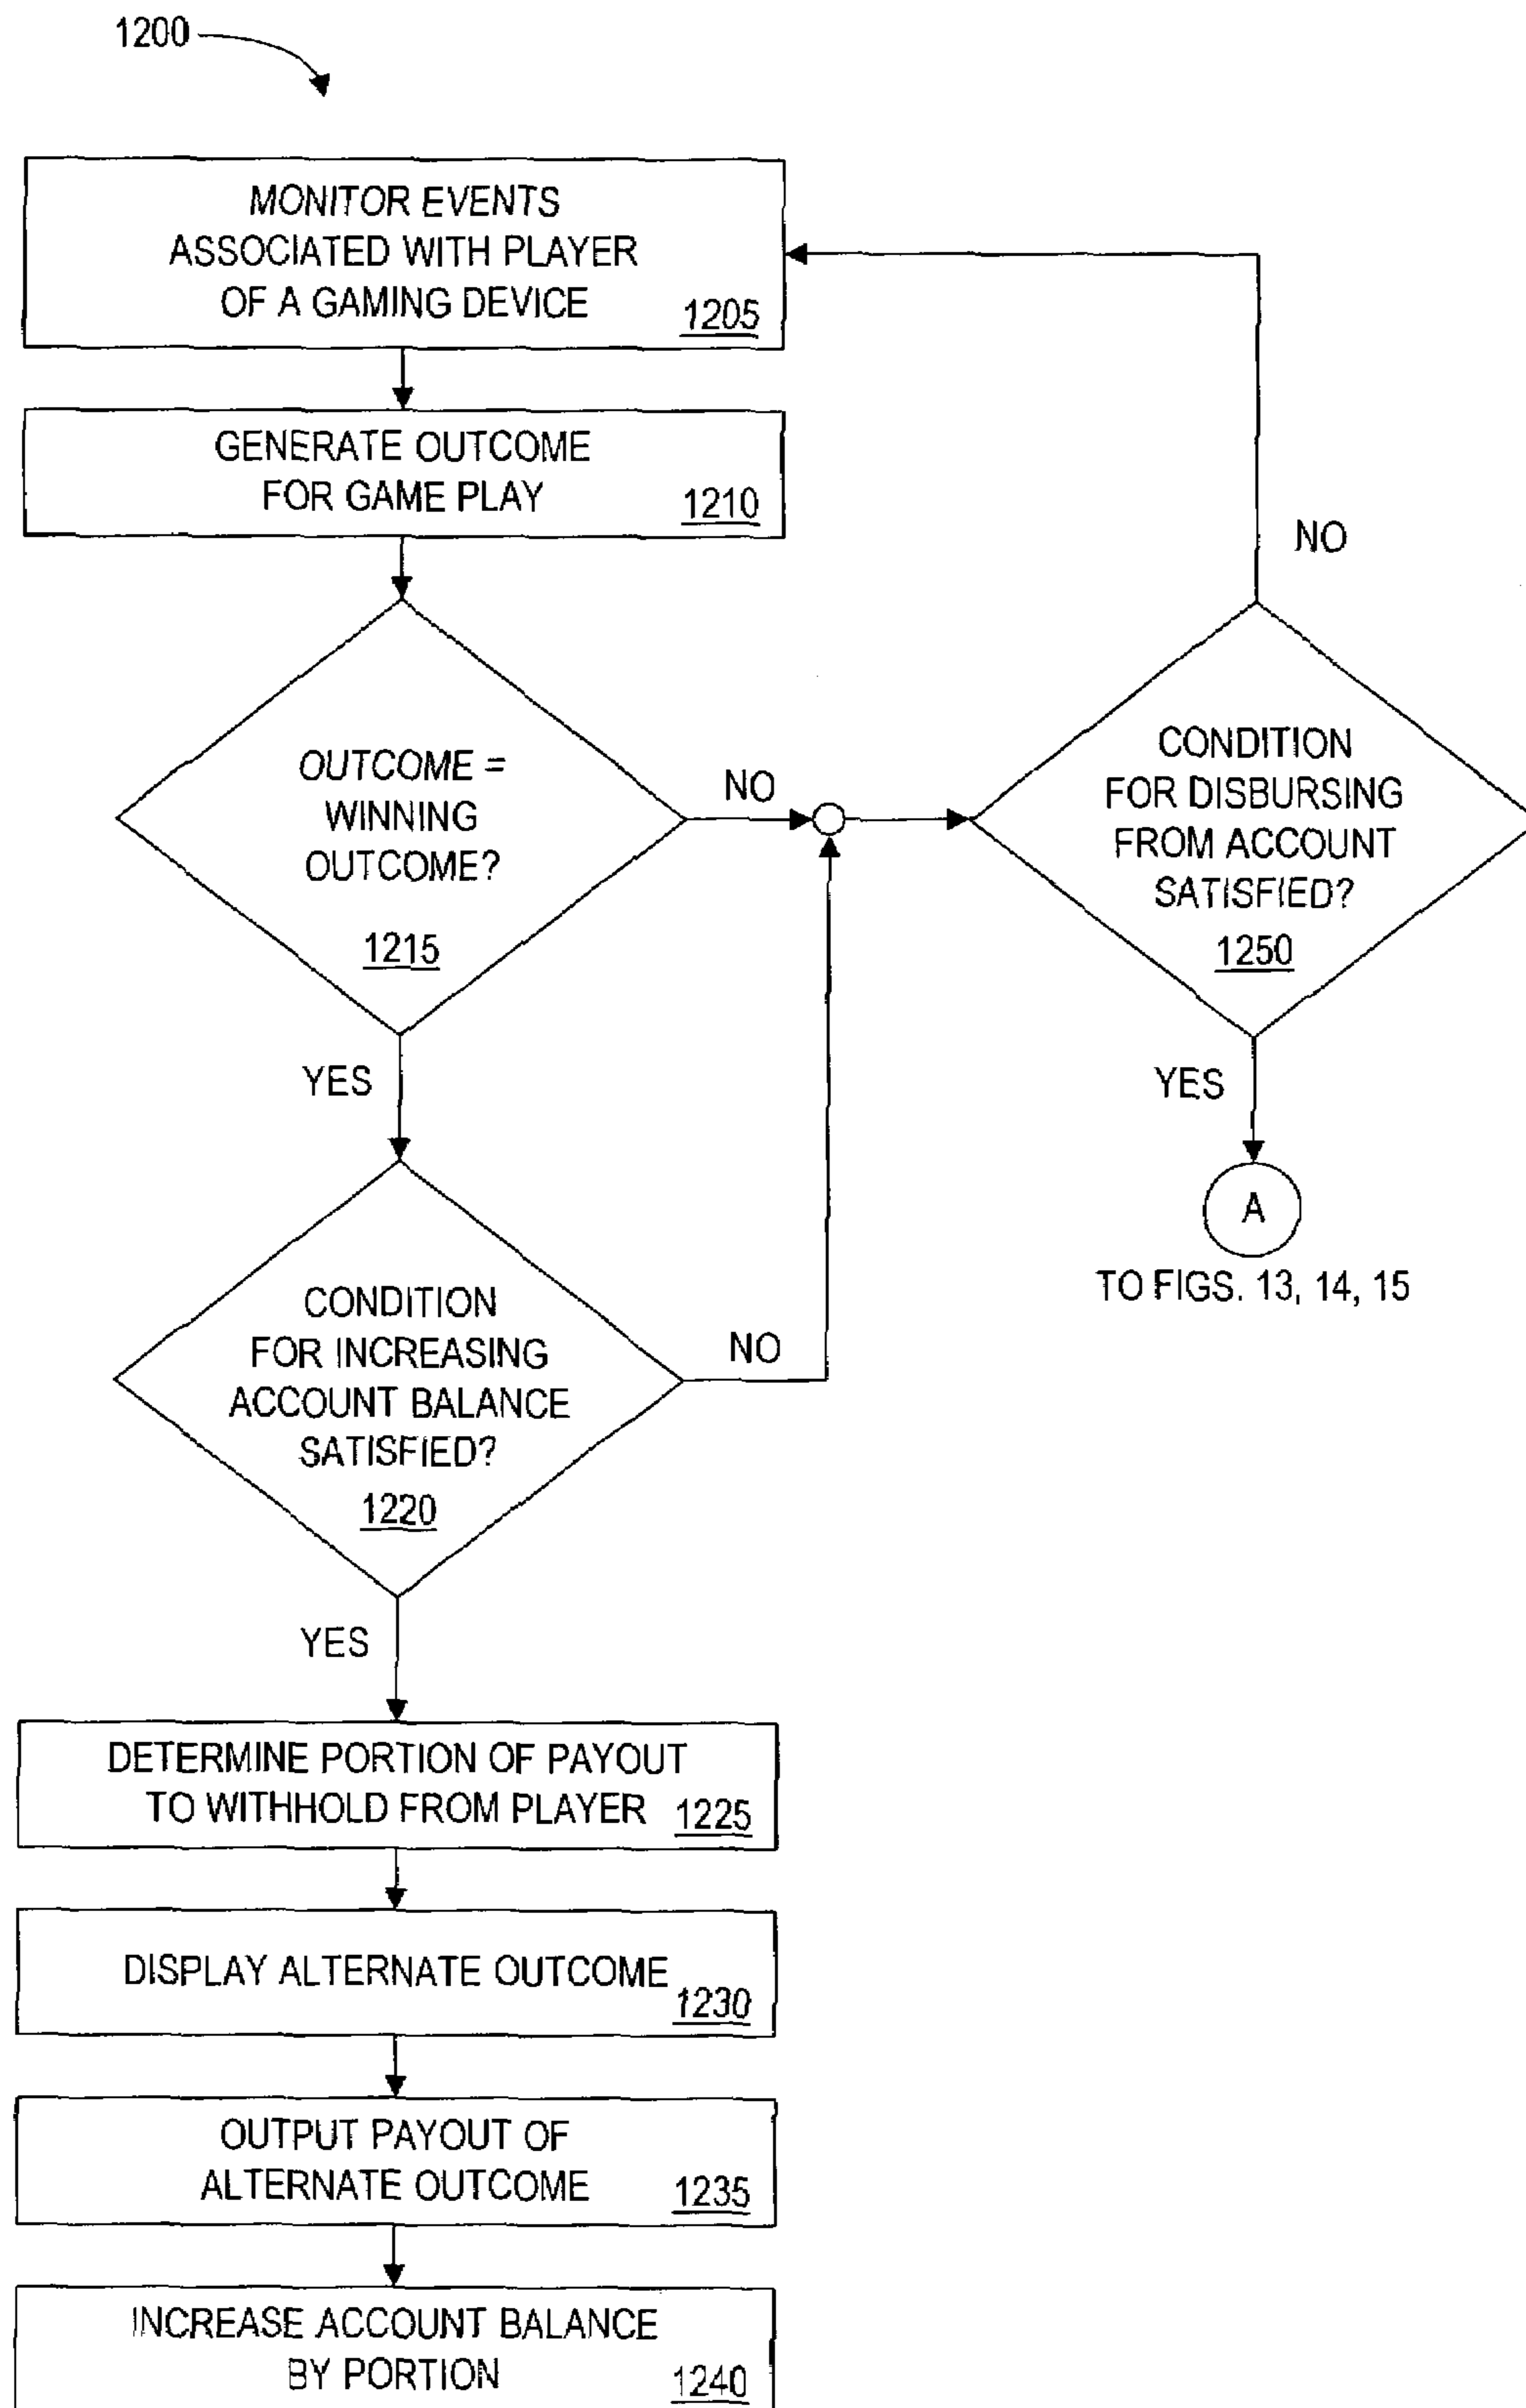 1200
MONITOR EVENTS
ASSOCIATED WITH PLAYER
OF A GAMING DEVICE
1205
GENERATE OUTCOME
FOR GAME PLAY
1210
OUTCOME =
WINNING
OUTCOME?
1215
NO
YES
CONDITION
FOR DISBURSING
FROM ACCOUNT
SATISFIED?
1250
NO
YES
A
TO FIGS. 13, 14, 15
CONDITION
FOR INCREASING
ACCOUNT BALANCE
SATISFIED?
1220
NO
YES
DETERMINE PORTION OF PAYOUT
TO WITHHOLD FROM PLAYER
1225
DISPLAY ALTERNATE OUTCOME
1230
OUTPUT PAYOUT OF
ALTERNATE OUTCOME
1235
INCREASE ACCOUNT BALANCE
BY PORTION
1240